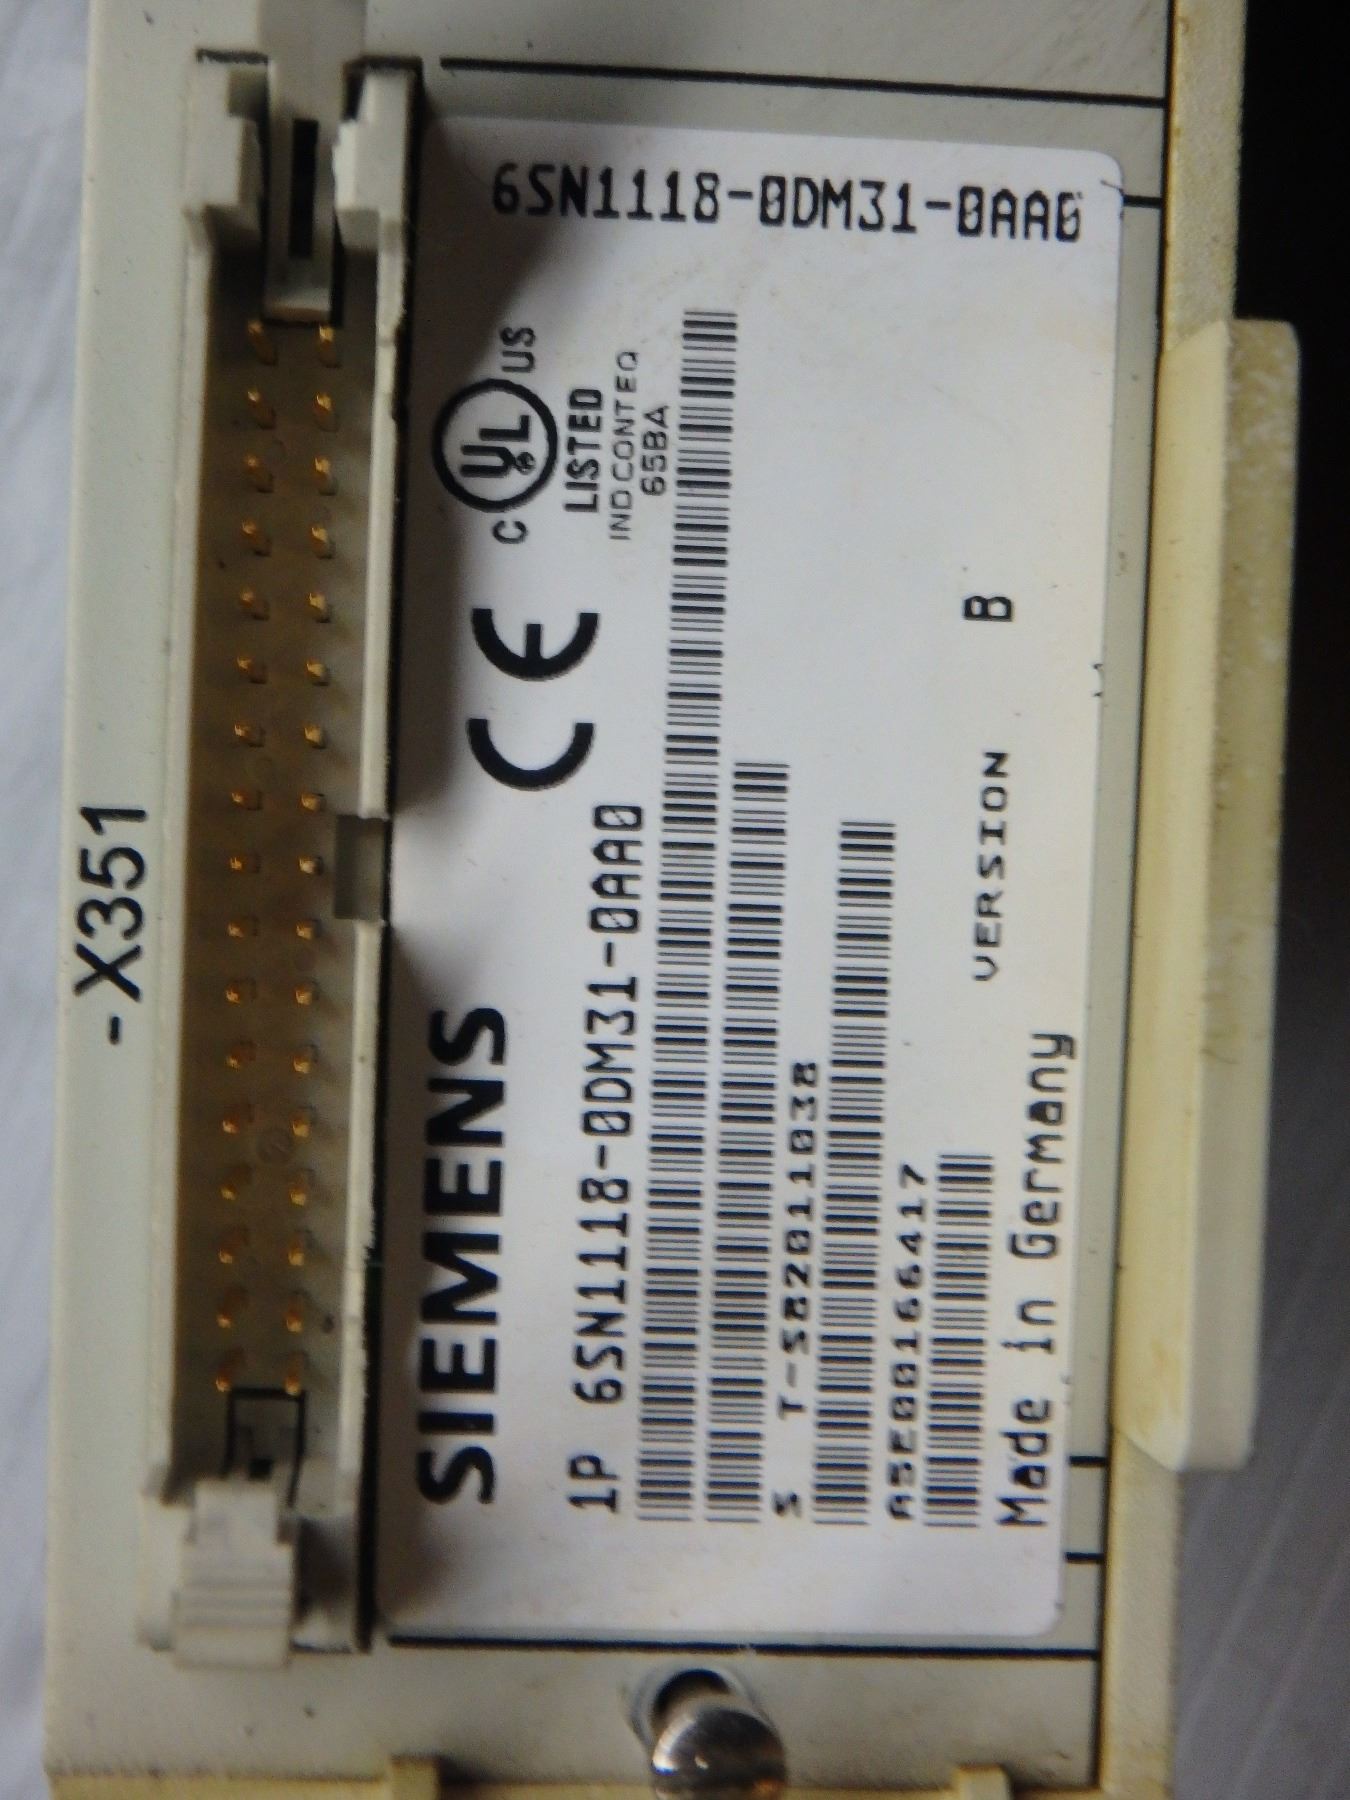 -X351
6SN1118-0DM31-0AA0
SIEMENS
C UL US
LISTED
IND CONT EQ
65BA
CE
1P 6SN1118-0DM31-0AA0
S T-S82011038
A5E00166417
VERSION B
Made in Germany